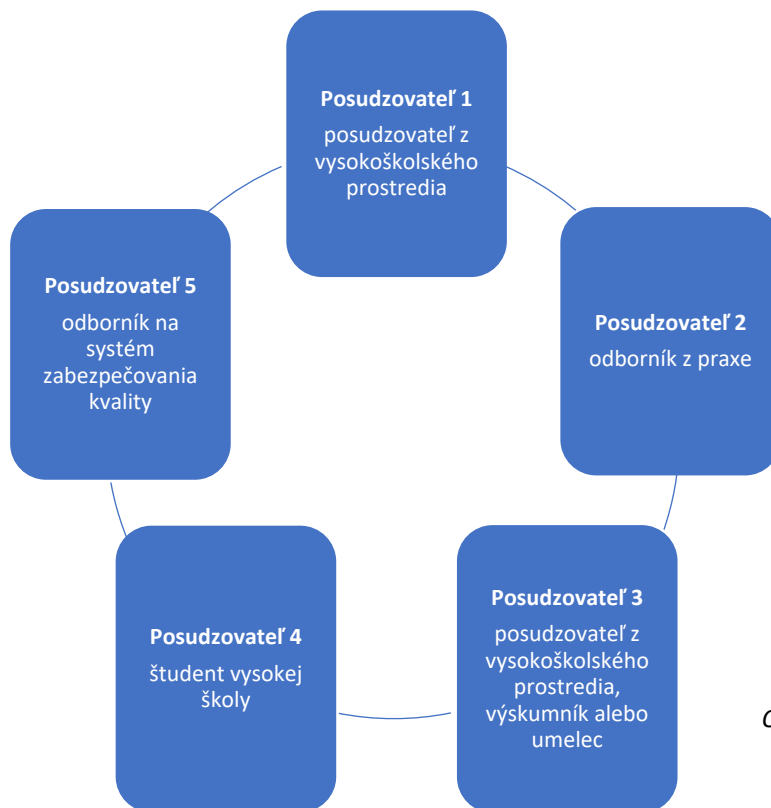 Posudzovateľ 1
posudzovateľ z
vysokoškolského
prostredia
Posudzovateľ 2
odborník z praxe
Posudzovateľ 3
posudzovateľ z
vysokoškolského
prostredia,
výskumník alebo
umelec
Posudzovateľ 4
študent vysokej
školy
Posudzovateľ 5
odborník na
systém
zabezpečovania
kvality